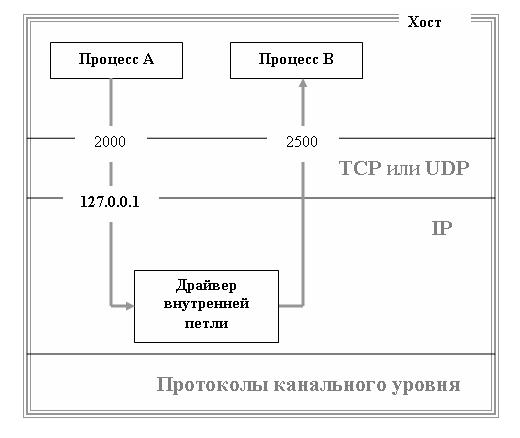 Хост
Процесс A
Процесс B
2000
2500
TCP или UDP
127.0.0.1
IP
Драйвер
внутренней
петли
Протоколы канального уровня